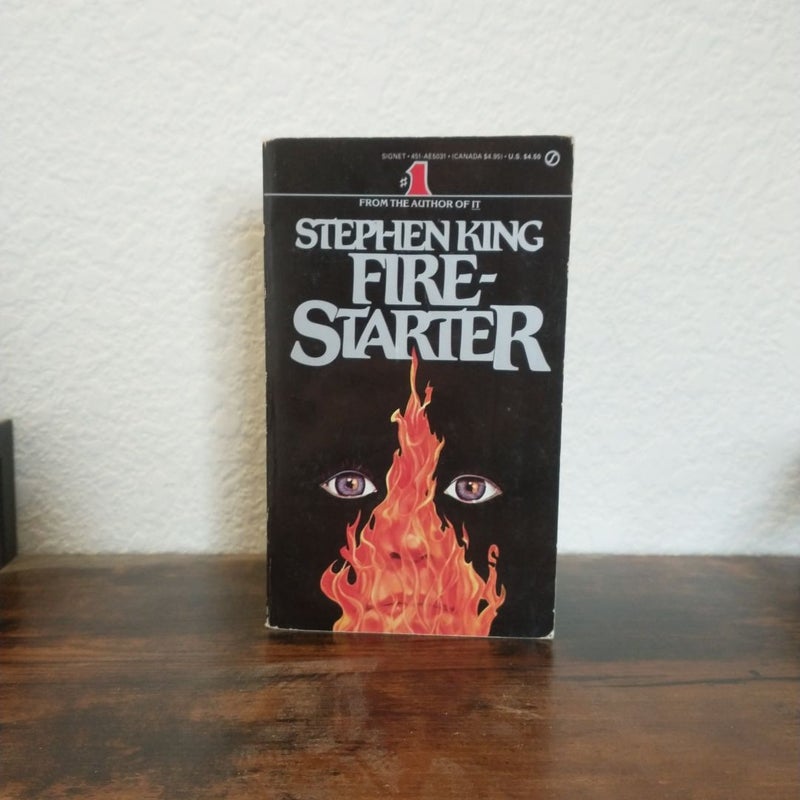 SIGNET • 451-AE5031 • (CANADA $4.95) • U.S. $4.50
#1
FROM THE AUTHOR OF IT
STEPHEN KING
FIRE-
STARTER